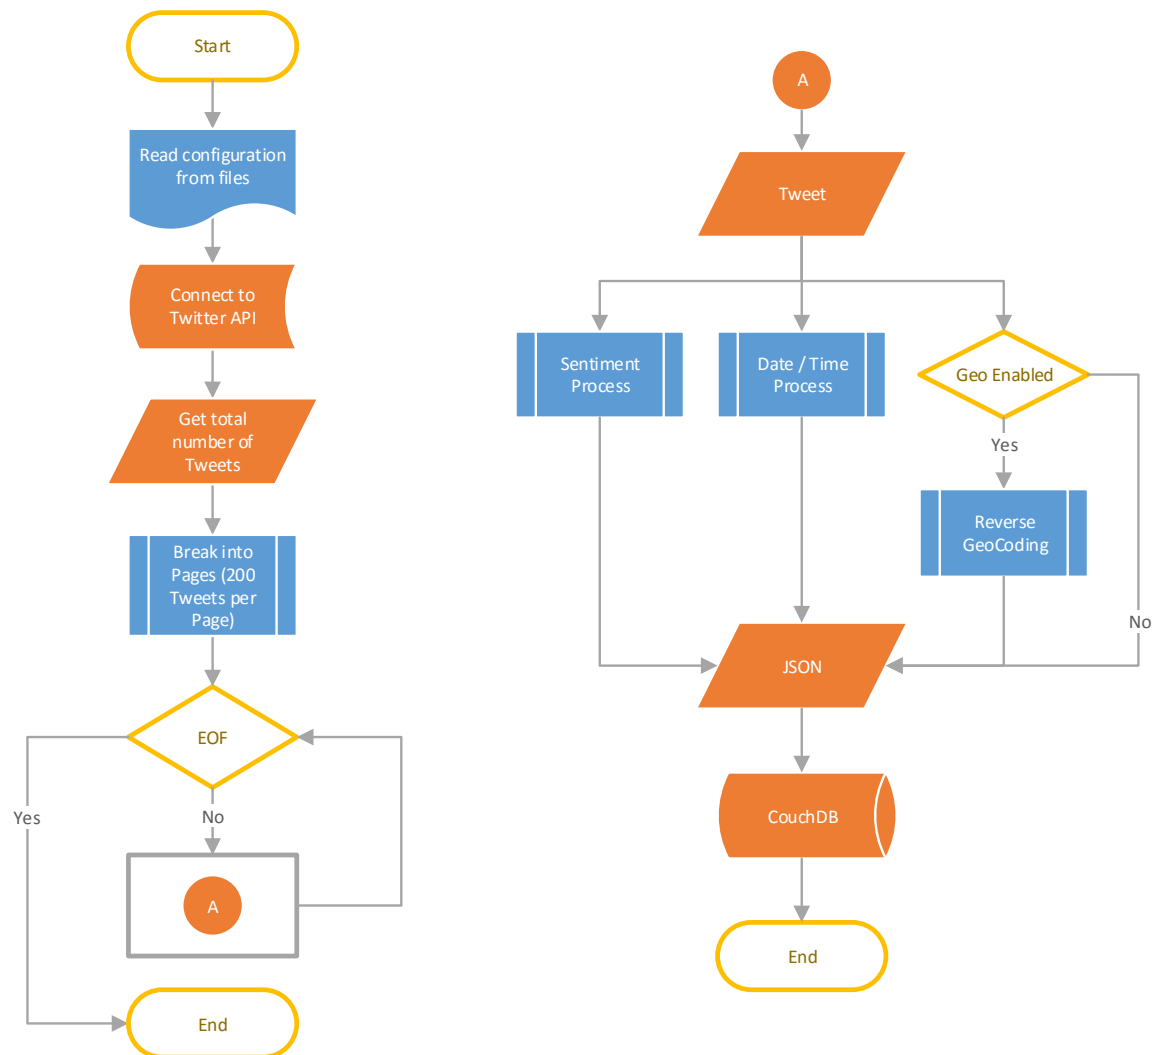 Start
Read configuration
from files
Connect to
Twitter API
Get total
number of
Tweets
Break into
Pages (200
Tweets per
Page)
EOF
Yes
No
A
End
A
Tweet
Sentiment
Process
Date / Time
Process
Geo Enabled
Yes
Reverse
GeoCoding
No
JSON
CouchDB
End